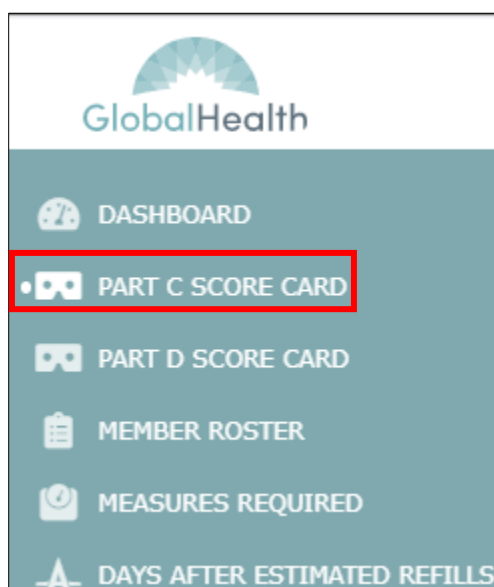 GlobalHealth
DASHBOARD
PART C SCORE CARD
PART D SCORE CARD
MEMBER ROSTER
MEASURES REQUIRED
DAYS AFTER ESTIMATED REFILLS